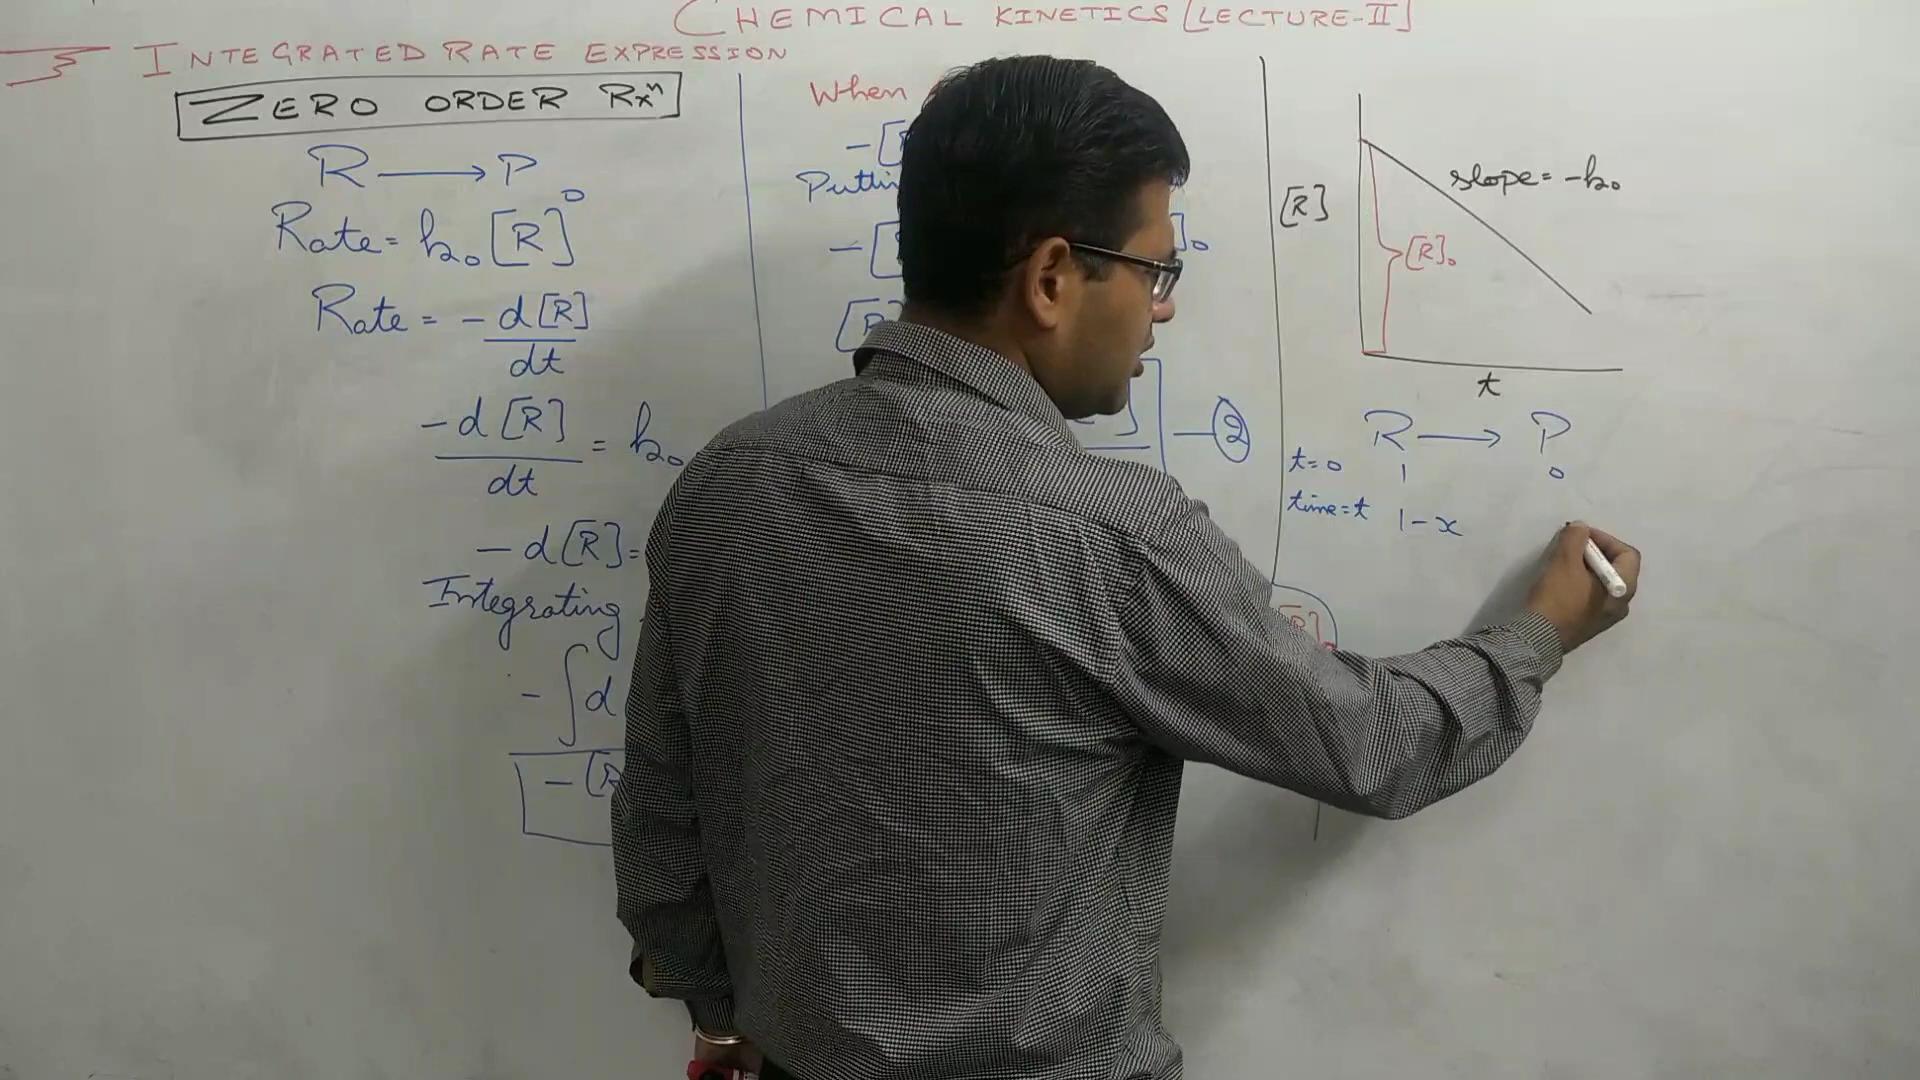 CHEMICAL KINETICS [LECTURE-II]
INTEGRATED RATE EXPRESSION
ZERO ORDER Rxⁿ
R ⟶ P
Rate = k₀ [R]⁰
Rate = - d[R]
dt
-d[R] = k₀
dt
- d[R] =
Integrating
- ∫ d
When
- [
- [ ]₀
[R
— ②
[R]
slope = -k₀
[R]₀
t
R ⟶ P
t=0 1 0
time=t 1-x
[R]